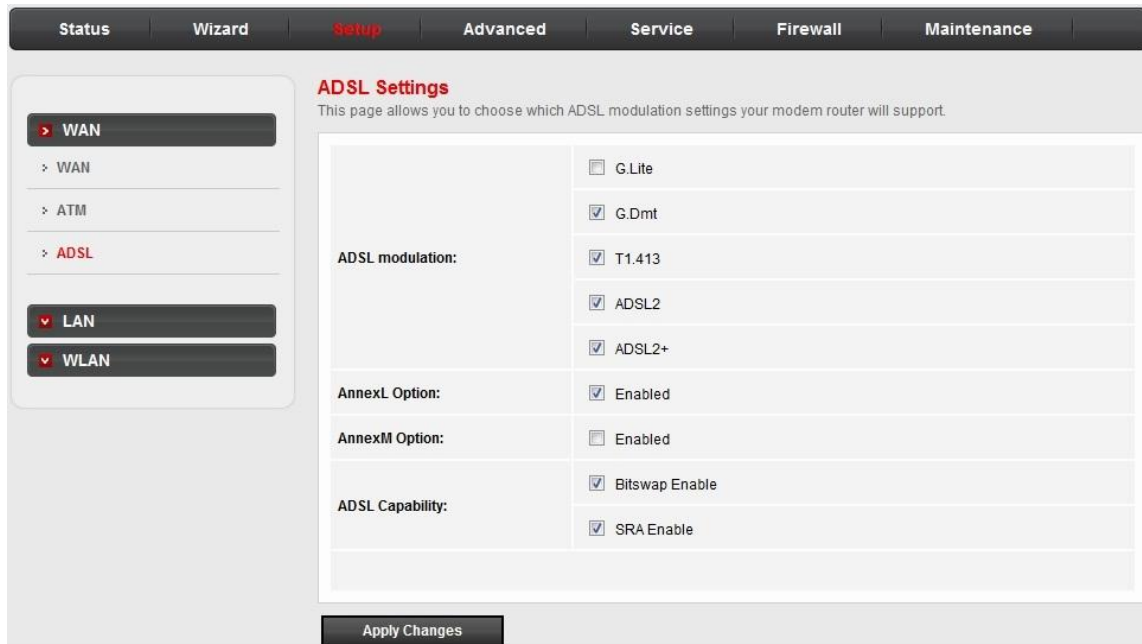 Status Wizard Setup Advanced Service Firewall Maintenance
WAN
WAN
ATM
ADSL
LAN
WLAN
ADSL Settings
This page allows you to choose which ADSL modulation settings your modem router will support.
ADSL modulation:
G.Lite
G.Dmt
T1.413
ADSL2
ADSL2+
AnnexL Option:
Enabled
AnnexM Option:
Enabled
ADSL Capability:
Bitswap Enable
SRA Enable
Apply Changes